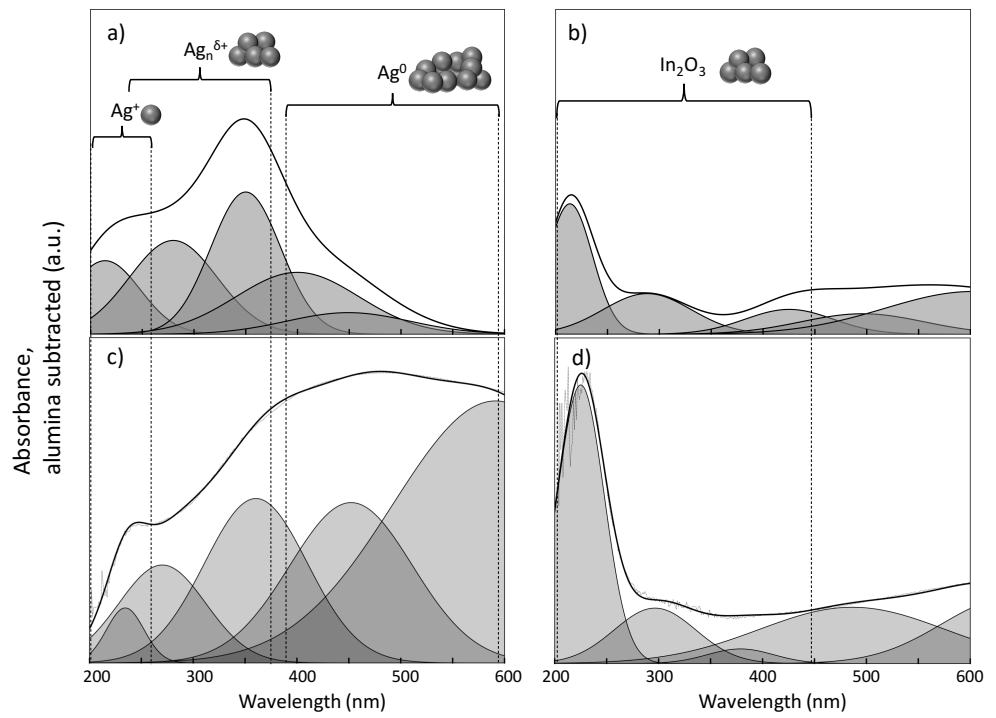 a)
Agₙᵟ⁺
Ag⁰
Ag⁺
b)
In₂O₃
Absorbance,
alumina subtracted (a.u.)
c)
d)
200 300 400 500 600
Wavelength (nm)
200 300 400 500 600
Wavelength (nm)